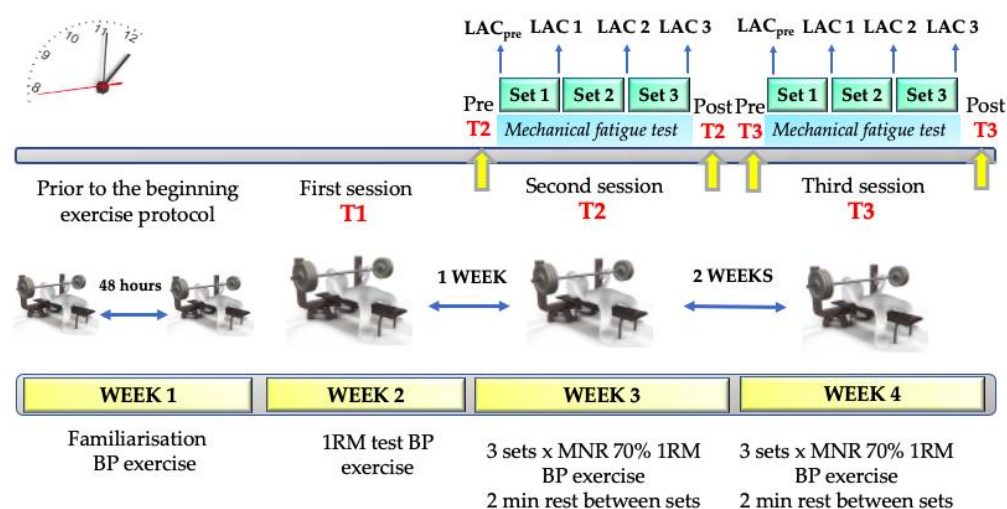 8
9
10
11
12
LACpre LAC 1 LAC 2 LAC 3
LACpre LAC 1 LAC 2 LAC 3
Set 1 Set 2 Set 3
Set 1 Set 2 Set 3
Pre
T2
Mechanical fatigue test
Post
T2
Pre
T3
Mechanical fatigue test
Post
T3
Prior to the beginning
exercise protocol
First session
T1
Second session
T2
Third session
T3
48 hours
1 WEEK
2 WEEKS
WEEK 1
WEEK 2
WEEK 3
WEEK 4
Familiarisation
BP exercise
1RM test BP
exercise
3 sets x MNR 70% 1RM
BP exercise
2 min rest between sets
3 sets x MNR 70% 1RM
BP exercise
2 min rest between sets